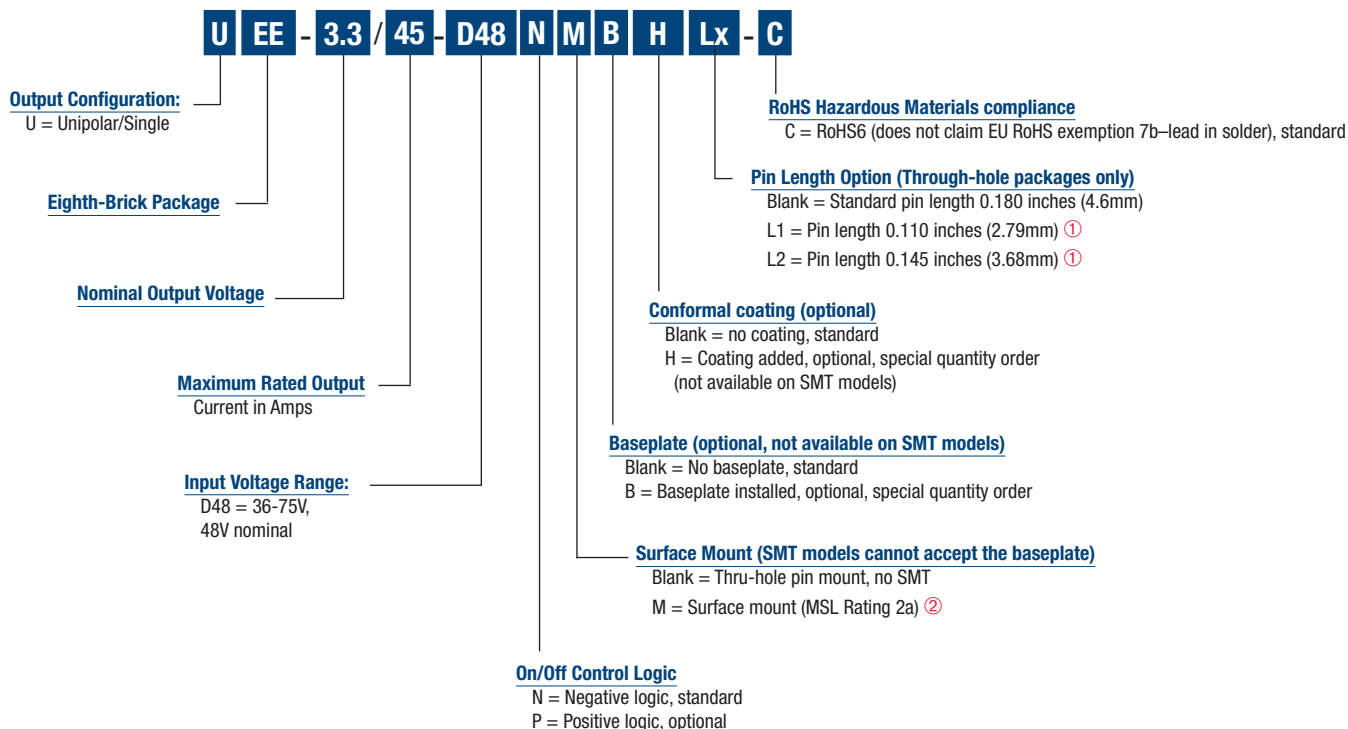 U EE - 3.3 / 45 - D48 N M B H Lx - C
Output Configuration:
U = Unipolar/Single
Eighth-Brick Package
Nominal Output Voltage
Maximum Rated Output
Current in Amps
Input Voltage Range:
D48 = 36-75V,
48V nominal
On/Off Control Logic
N = Negative logic, standard
P = Positive logic, optional
Surface Mount (SMT models cannot accept the baseplate)
Blank = Thru-hole pin mount, no SMT
M = Surface mount (MSL Rating 2a) ②
Baseplate (optional, not available on SMT models)
Blank = No baseplate, standard
B = Baseplate installed, optional, special quantity order
Conformal coating (optional)
Blank = no coating, standard
H = Coating added, optional, special quantity order
(not available on SMT models)
Pin Length Option (Through-hole packages only)
Blank = Standard pin length 0.180 inches (4.6mm)
L1 = Pin length 0.110 inches (2.79mm) ①
L2 = Pin length 0.145 inches (3.68mm) ①
RoHS Hazardous Materials compliance
C = RoHS6 (does not claim EU RoHS exemption 7b–lead in solder), standard